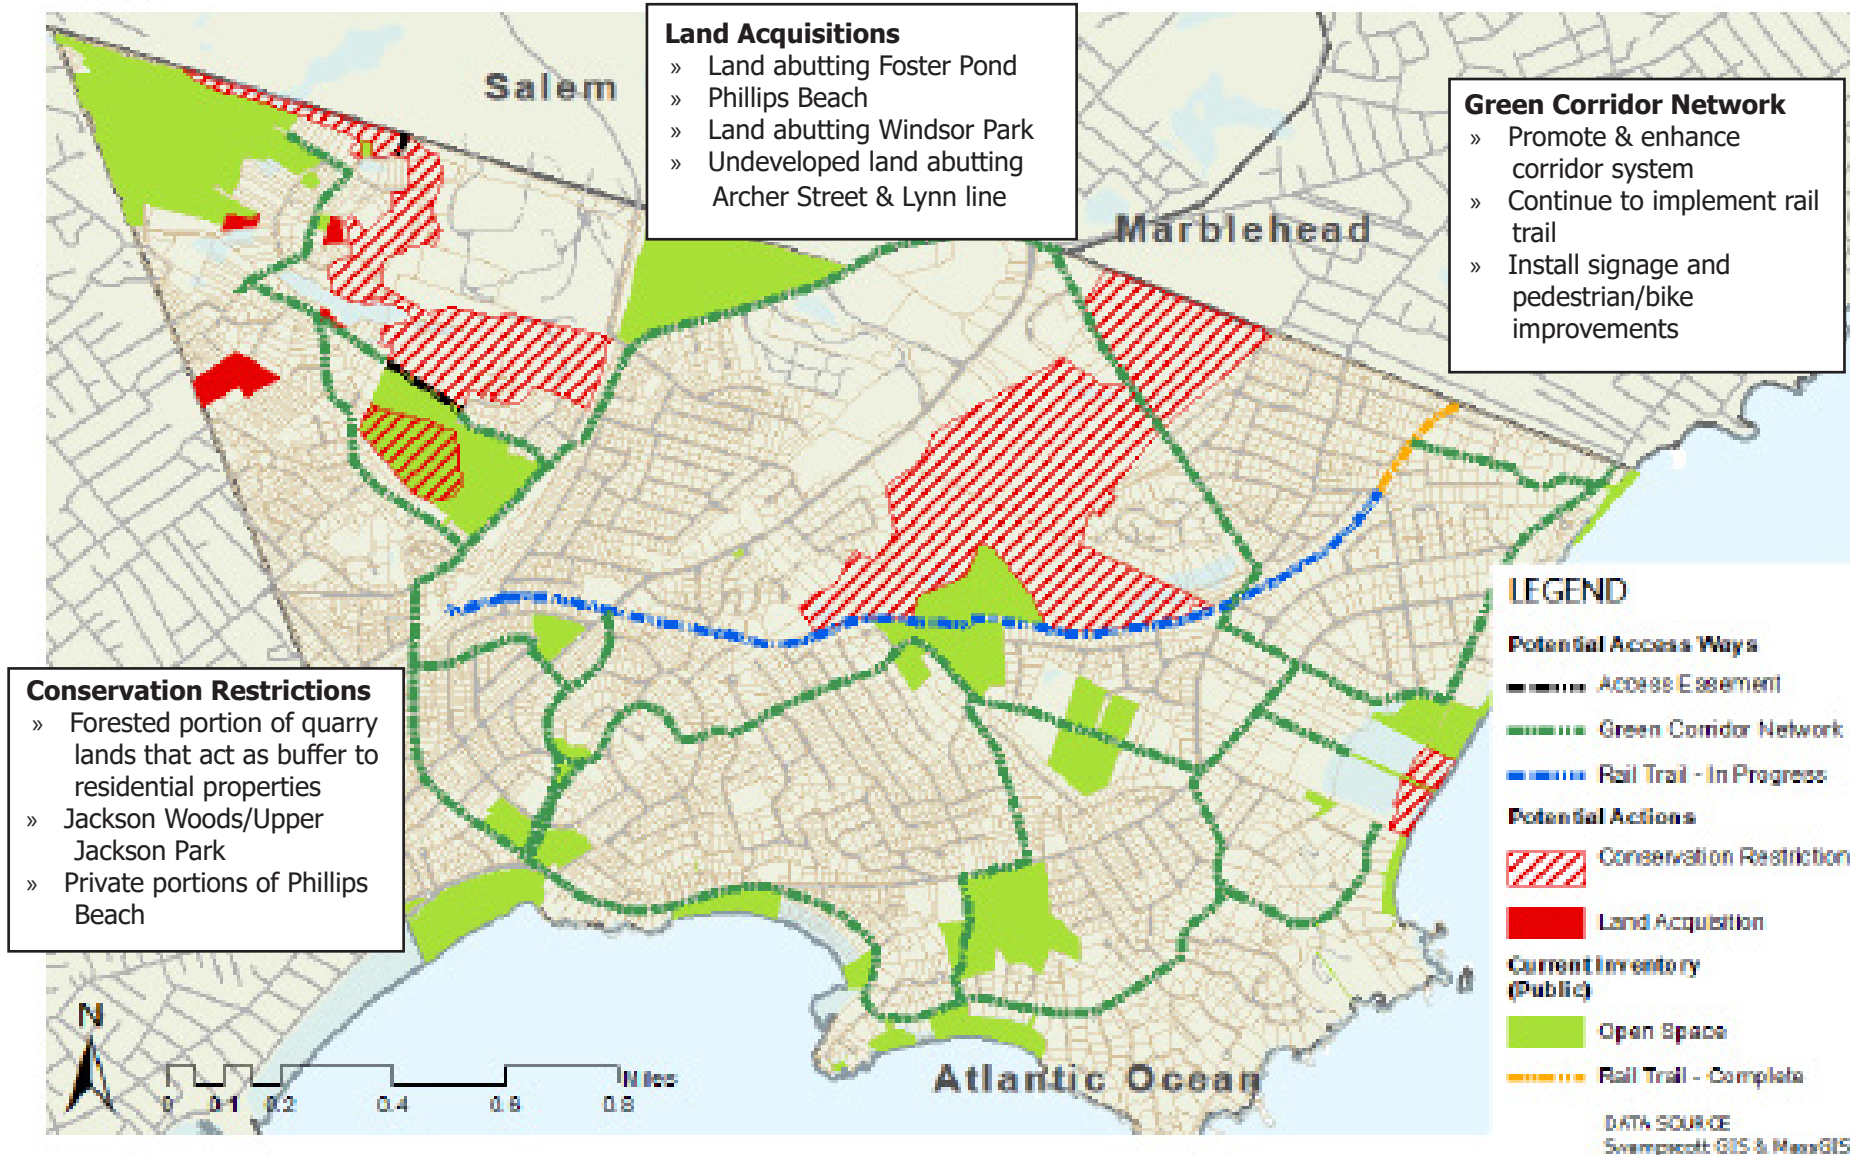 Land Acquisitions
» Land abutting Foster Pond
» Phillips Beach
» Land abutting Windsor Park
» Undeveloped land abutting
Archer Street & Lynn line
Green Corridor Network
» Promote & enhance
corridor system
» Continue to implement rail
trail
» Install signage and
pedestrian/bike
improvements
Salem
Marblehead
Conservation Restrictions
» Forested portion of quarry
lands that act as buffer to
residential properties
» Jackson Woods/Upper
Jackson Park
» Private portions of Phillips
Beach
LEGEND
Potential Access Ways
Access Easement
Green Corridor Network
Rail Trail - In Progress
Potential Actions
Conservation Restriction
Land Acquisition
Current Inventory
(Public)
Open Space
Rail Trail - Complete
DATA SOURCE
Swampscott GIS & MassGIS
N
Miles
0 0.1 0.2 0.4 0.6 0.8
Atlantic Ocean